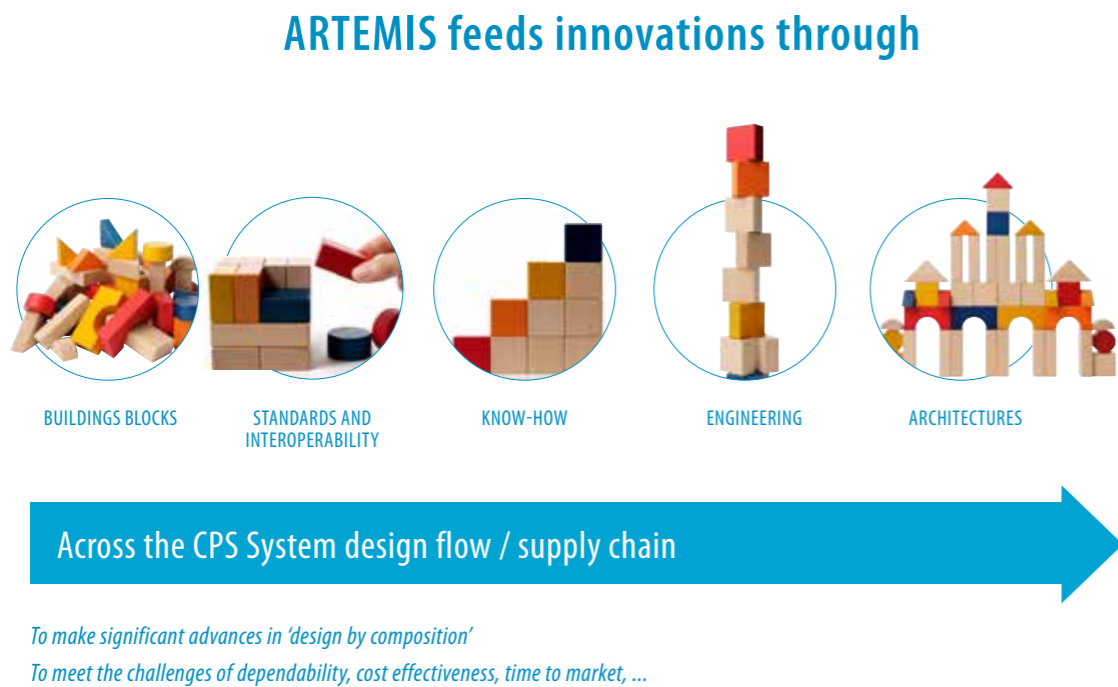 ARTEMIS feeds innovations through
BUILDINGS BLOCKS
STANDARDS AND
INTEROPERABILITY
KNOW-HOW
ENGINEERING
ARCHITECTURES
Across the CPS System design flow / supply chain
To make significant advances in ‘design by composition’
To meet the challenges of dependability, cost effectiveness, time to market, ...